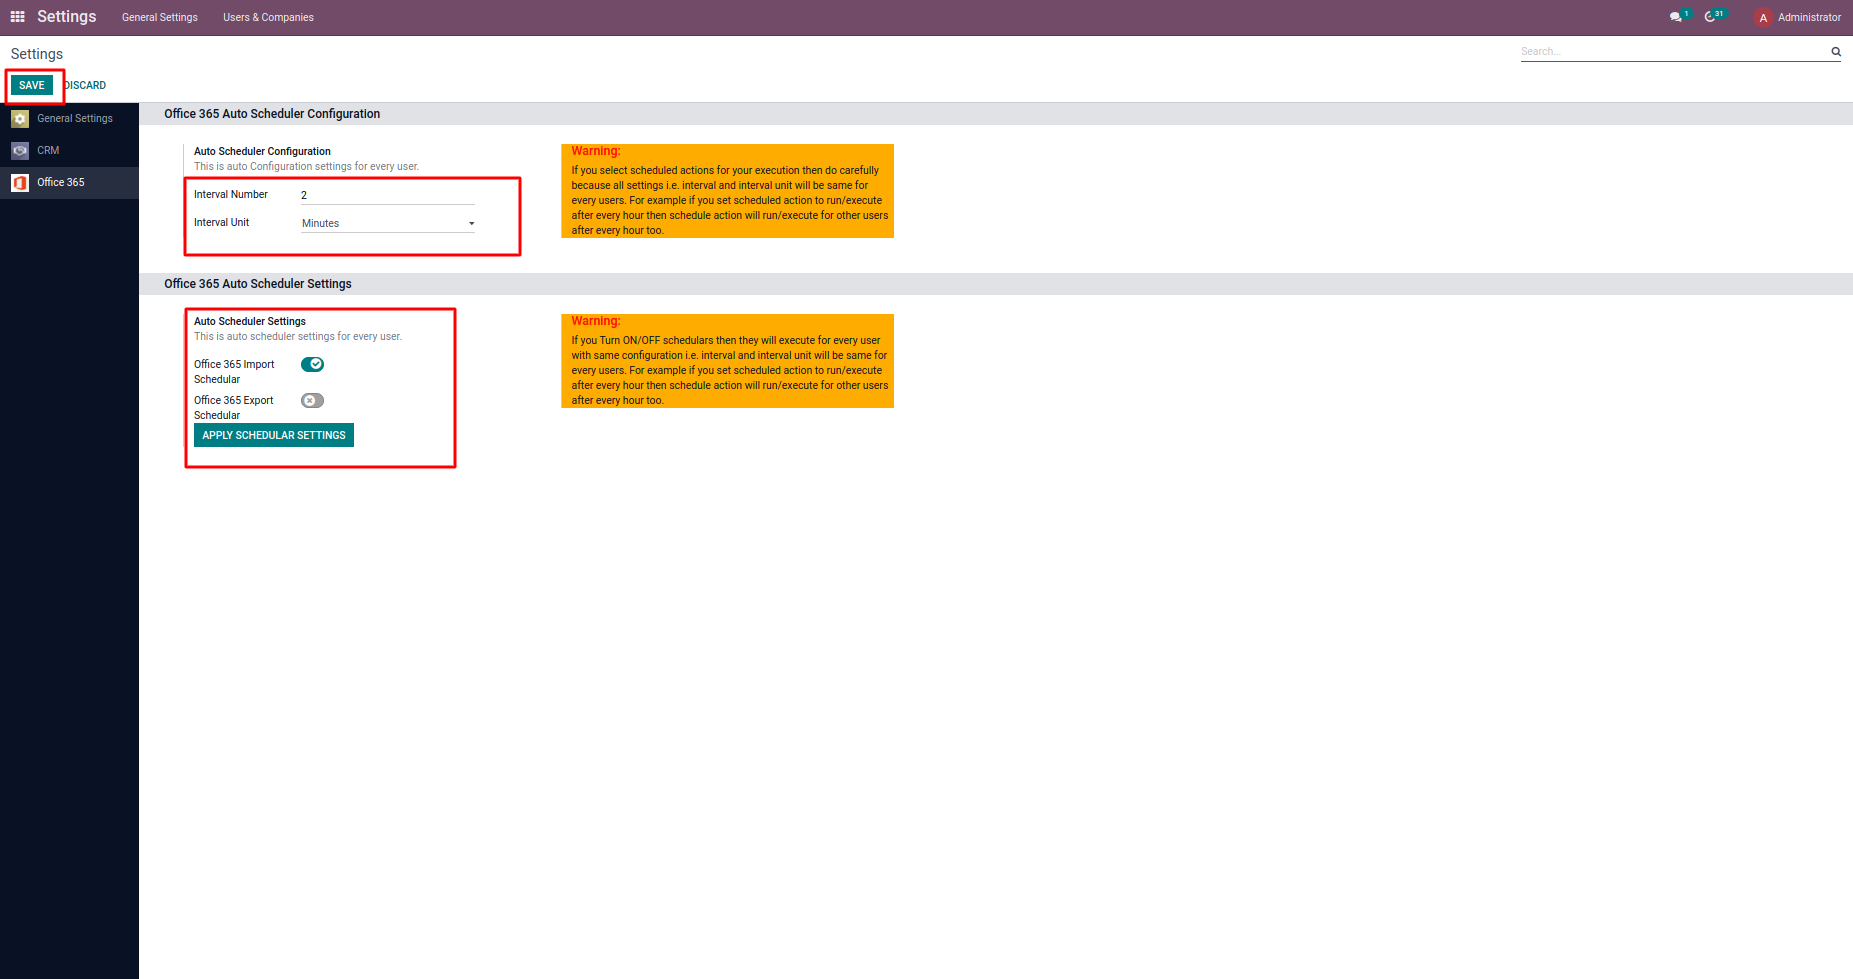 Settings General Settings Users & Companies 1 31 A Administrator
Settings
Search...
SAVE DISCARD
General Settings
CRM
Office 365
Office 365 Auto Scheduler Configuration
Auto Scheduler Configuration
This is auto Configuration settings for every user.
Interval Number 2
Interval Unit Minutes
Warning:
If you select scheduled actions for your execution then do carefully
because all settings i.e. interval and interval unit will be same for
every users. For example if you set scheduled action to run/execute
after every hour then schedule action will run/execute for other users
after every hour too.
Office 365 Auto Scheduler Settings
Auto Scheduler Settings
This is auto scheduler settings for every user.
Office 365 Import
Schedular
Office 365 Export
Schedular
APPLY SCHEDULAR SETTINGS
Warning:
If you Turn ON/OFF schedulars then they will execute for every user
with same configuration i.e. interval and interval unit will be same for
every users. For example if you set scheduled action to run/execute
after every hour then schedule action will run/execute for other users
after every hour too.